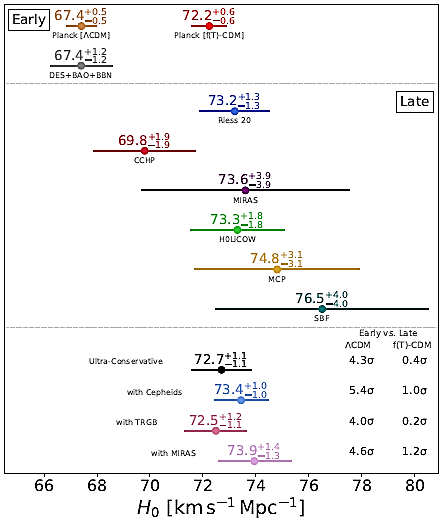 Early
67.4+0.5−0.5
72.2+0.6−0.6
Planck [ΛCDM]
Planck [f(T)-CDM]
67.4+1.2−1.2
DES+BAO+BBN
Late
73.2+1.3−1.3
Riess 20
69.8+1.9−1.9
CCHP
73.6+3.9−3.9
MIRAS
73.3+1.8−1.8
H0LiCOW
74.8+3.1−3.1
MCP
76.5+4.0−4.0
SBF
Early vs. Late
ΛCDM f(T)-CDM
Ultra-Conservative 72.7+1.1−1.1 4.3σ 0.4σ
with Cepheids 73.4+1.0−1.0 5.4σ 1.0σ
with TRGB 72.5+1.2−1.1 4.0σ 0.2σ
with MIRAS 73.9+1.4−1.3 4.6σ 1.2σ
66 68 70 72 74 76 78 80
H₀ [km s⁻¹ Mpc⁻¹]